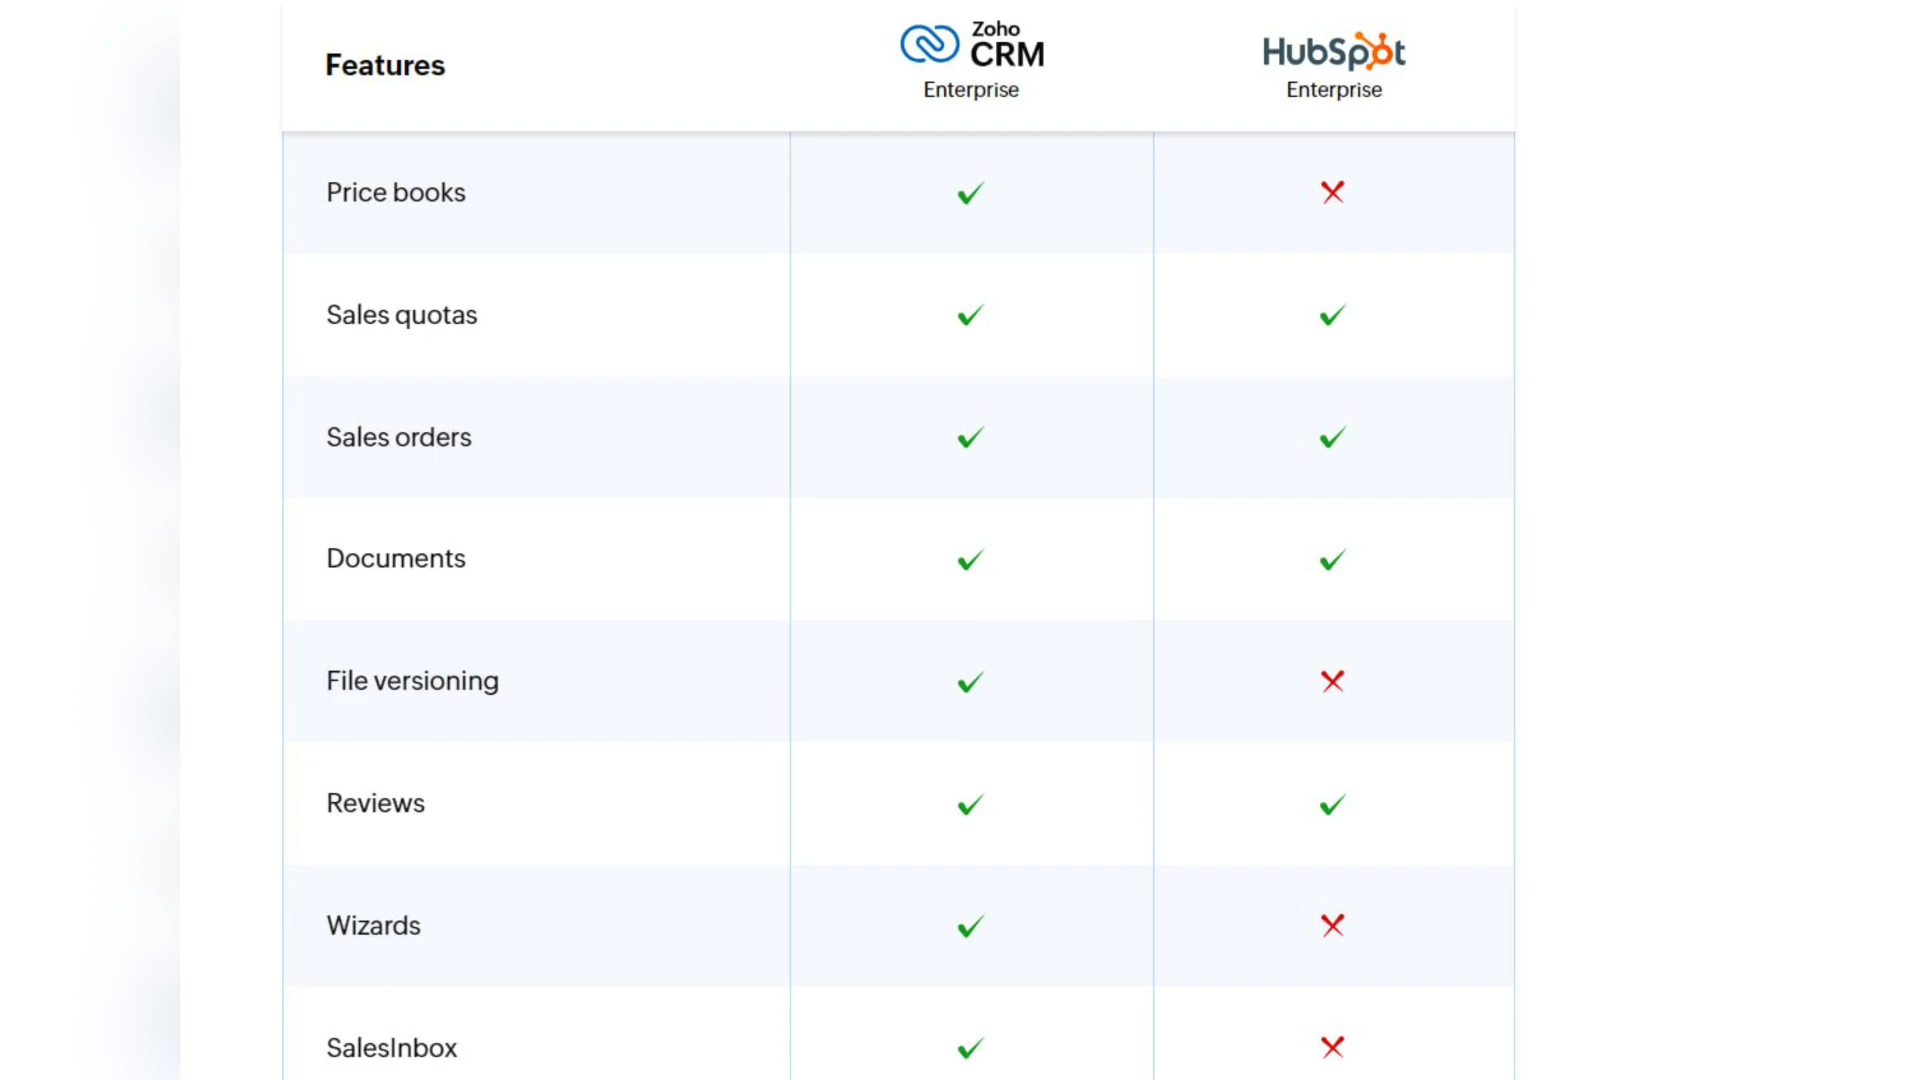 Features
Zoho
CRM
Enterprise
HubSpot
Enterprise
Price books
Sales quotas
Sales orders
Documents
File versioning
Reviews
Wizards
SalesInbox